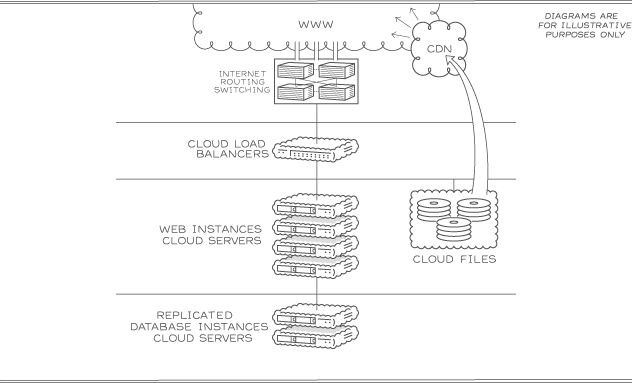 WWW
DIAGRAMS ARE
FOR ILLUSTRATIVE
PURPOSES ONLY
CDN
INTERNET
ROUTING
SWITCHING
CLOUD LOAD
BALANCERS
WEB INSTANCES
CLOUD SERVERS
CLOUD FILES
REPLICATED
DATABASE INSTANCES
CLOUD SERVERS